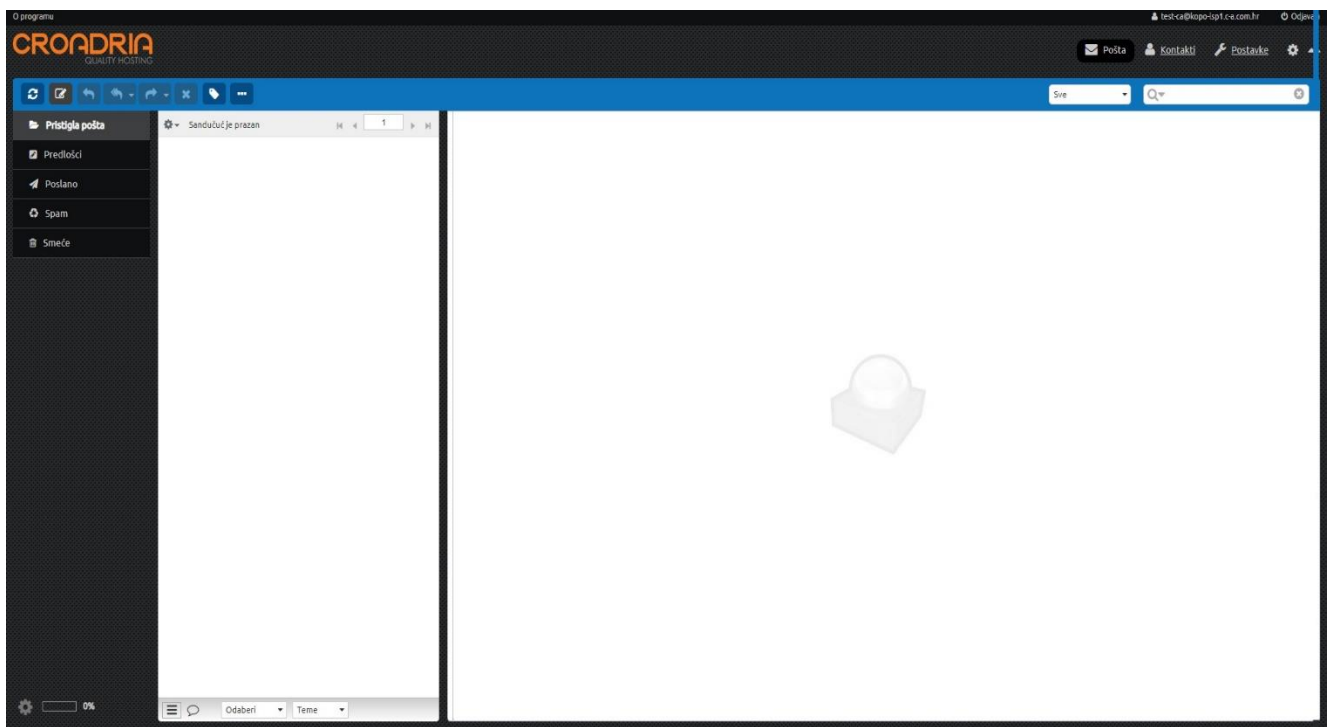 O programu
test-ca@kopo-isp1.c-a.com.hr Odjava
CROADRIA
QUALITY HOSTING
Pošta Kontakti Postavke
Sve
Pristigla pošta
Sandučuć je prazan 1
Predlošci
Poslano
Spam
Smeće
0%
Odaberi Teme